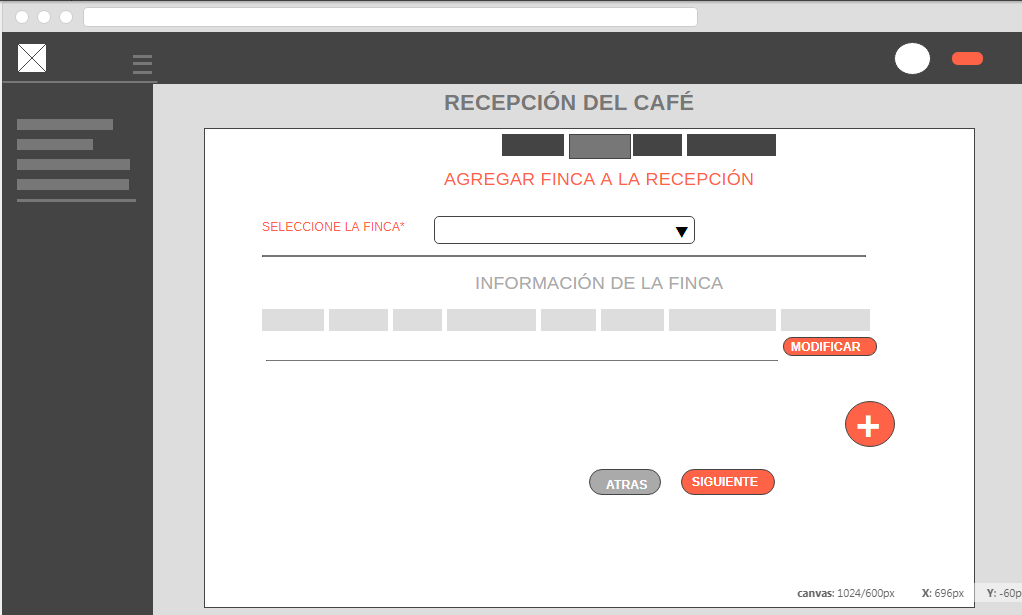 RECEPCIÓN DEL CAFÉ
AGREGAR FINCA A LA RECEPCIÓN
SELECCIONE LA FINCA*
INFORMACIÓN DE LA FINCA
MODIFICAR
ATRAS
SIGUIENTE
canvas: 1024/600px X: 696px Y: -60p